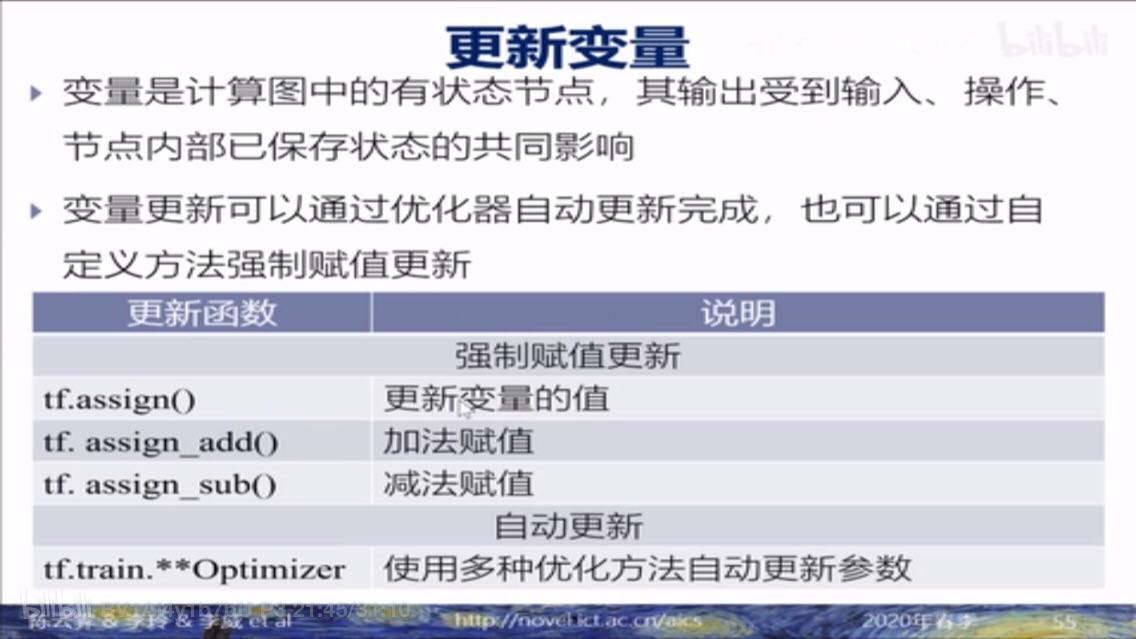 更新变量
bilibili
变量是计算图中的有状态节点，其输出受到输入、操作、
节点内部已保存状态的共同影响
变量更新可以通过优化器自动更新完成，也可以通过自
定义方法强制赋值更新
更新函数 说明
强制赋值更新
tf.assign() 更新变量的值
tf. assign_add() 加法赋值
tf. assign_sub() 减法赋值
自动更新
tf.train.**Optimizer 使用多种优化方法自动更新参数
bilibili P3 21:45/31:10
陈云霁 & 李玲 & 李威 et al http://novel.ict.ac.cn/aics 2020年春季 55